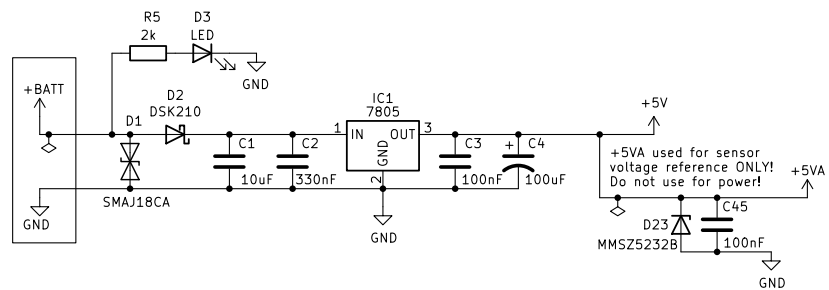 R5
2k
D3
LED
GND
+BATT
D1
D2
DSK210
SMAJ18CA
GND
C1
10uF
C2
330nF
IC1
7805
1
IN
OUT
3
GND
2
GND
C3
100nF
+
C4
100uF
+5V
+5VA used for sensor
voltage reference ONLY!
Do not use for power!
+5VA
D23
MMSZ5232B
C45
100nF
GND